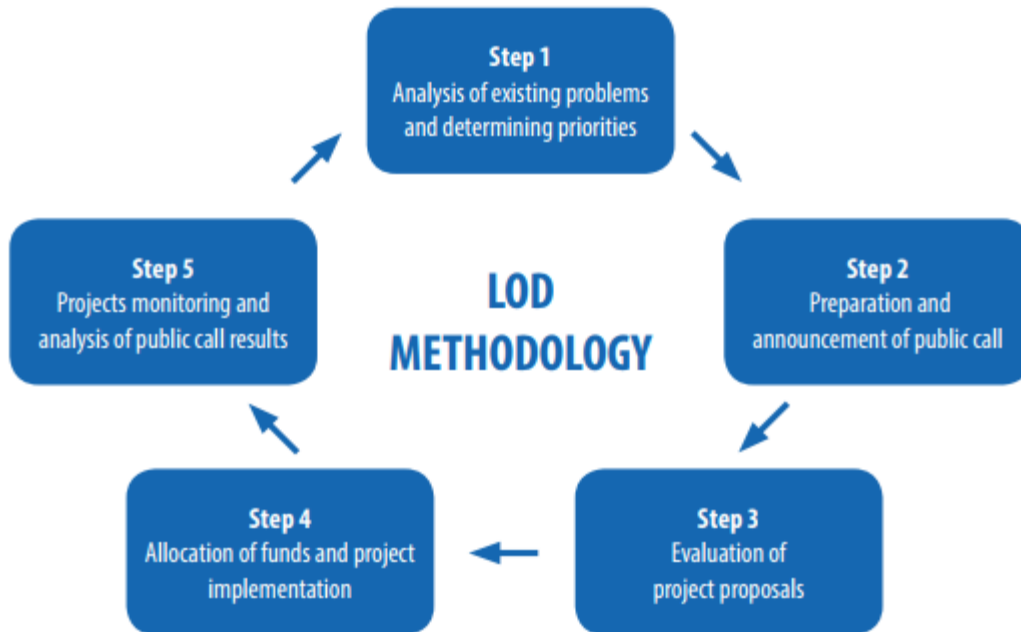 Step 1
Analysis of existing problems
and determining priorities
Step 5
Projects monitoring and
analysis of public call results
LOD
METHODOLOGY
Step 2
Preparation and
announcement of public call
Step 4
Allocation of funds and project
implementation
Step 3
Evaluation of
project proposals